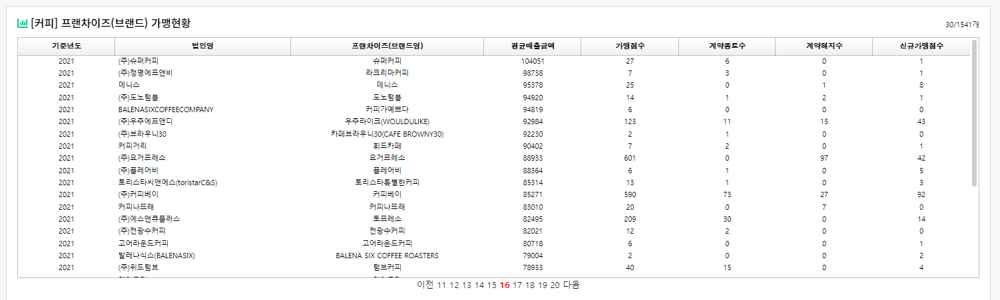 [커피] 프랜차이즈(브랜드) 가맹현황
30/1541개
기준년도 법인명 프랜차이즈(브랜드명) 평균매출금액 가맹점수 계약종료수 계약해지수 신규가맹점수
2021 (주)슈퍼커피 슈퍼커피 104051 27 6 0 1
2021 (주)정명에프앤비 라크리마커피 98738 7 3 0 1
2021 데니스 데니스 95378 25 0 1 8
2021 (주)도노텀블 도노텀블 94920 14 1 2 1
2021 BALENASIXCOFFEECOMPANY 커피가예쁘다 94819 6 0 0 0
2021 (주)우주에프앤디 우주라이크(WOULDULIKE) 92984 123 11 15 43
2021 (주)브라우니30 카페브라우니30(CAFE BROWNY30) 92230 2 1 0 0
2021 커피거리 휘드카페 90402 7 2 0 1
2021 (주)요거프레소 요거프레소 88933 601 0 97 42
2021 (주)플레어비 플레어비 88364 6 1 0 5
2021 토리스타씨앤에스(toristarC&S) 토리스타특별한커피 85314 13 1 0 3
2021 (주)커피베이 커피베이 85271 590 73 27 92
2021 커피나뜨래 커피나뜨래 83010 20 0 7 0
2021 (주)에스앤큐플러스 토프레소 82495 209 30 0 14
2021 (주)전광수커피 전광수커피 82021 12 2 0 0
2021 고어라운드커피 고어라운드커피 80718 6 0 0 1
2021 발레나식스(BALENASIX) BALENA SIX COFFEE ROASTERS 79004 2 0 0 2
2021 (주)위드텀브 텀브커피 78933 40 15 0 4
이전 11 12 13 14 15 16 17 18 19 20 다음